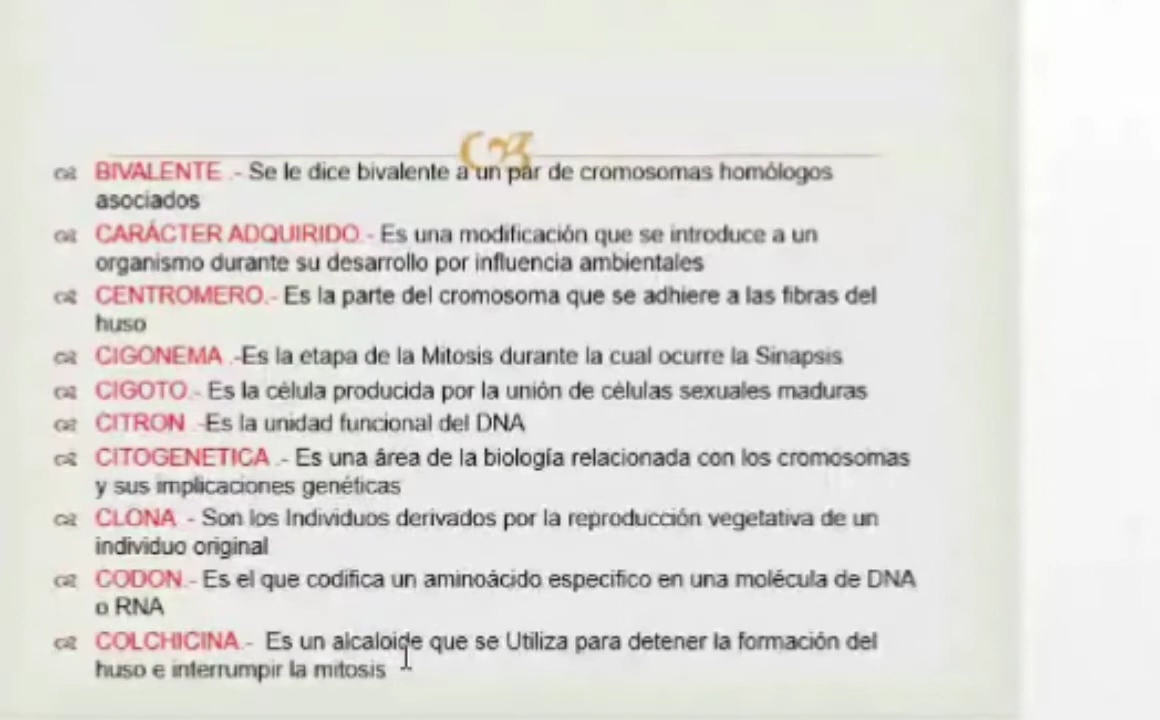 BIVALENTE .- Se le dice bivalente a un par de cromosomas homólogos
asociados
CARÁCTER ADQUIRIDO.- Es una modificación que se introduce a un
organismo durante su desarrollo por influencia ambientales
CENTROMERO.- Es la parte del cromosoma que se adhiere a las fibras del
huso
CIGONEMA .-Es la etapa de la Mitosis durante la cual ocurre la Sinapsis
CIGOTO.- Es la célula producida por la unión de células sexuales maduras
CITRON .-Es la unidad funcional del DNA
CITOGENETICA .- Es una área de la biología relacionada con los cromosomas
y sus implicaciones genéticas
CLONA .- Son los Individuos derivados por la reproducción vegetativa de un
individuo original
CODON.- Es el que codifica un aminoácido especifico en una molécula de DNA
o RNA
COLCHICINA.- Es un alcaloide que se Utiliza para detener la formación del
huso e interrumpir la mitosis